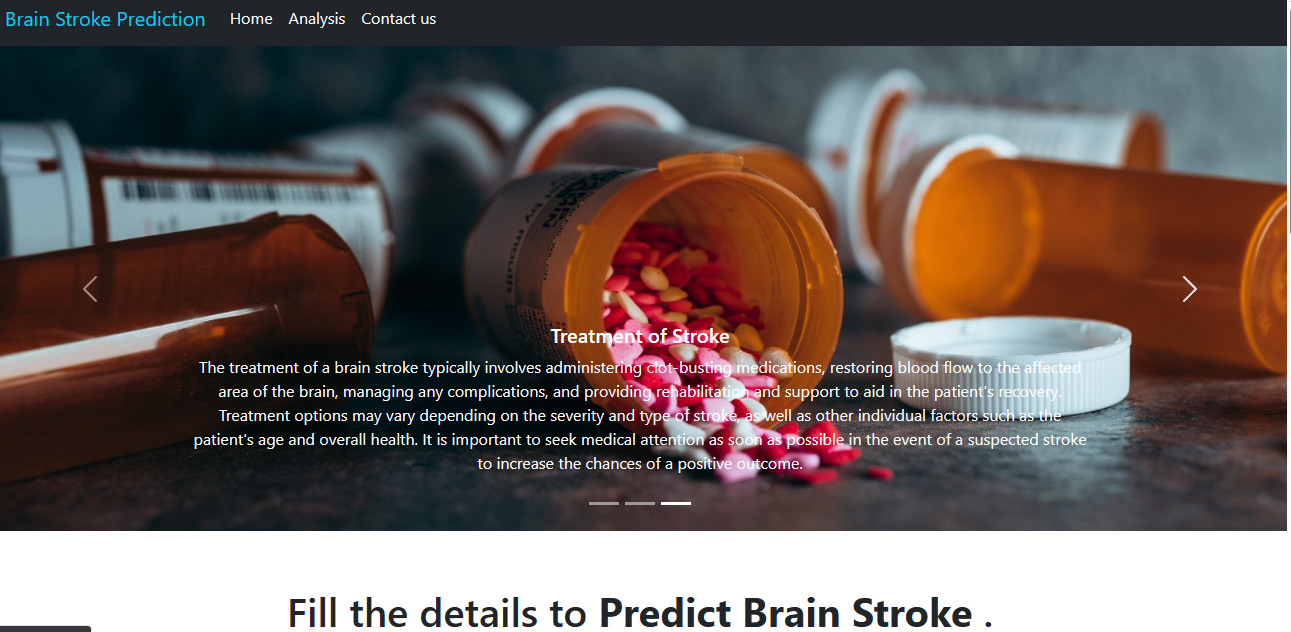 Brain Stroke Prediction Home Analysis Contact us
Treatment of Stroke
The treatment of a brain stroke typically involves administering clot-busting medications, restoring blood flow to the affected
area of the brain, managing any complications, and providing rehabilitation and support to aid in the patient's recovery.
Treatment options may vary depending on the severity and type of stroke, as well as other individual factors such as the
patient's age and overall health. It is important to seek medical attention as soon as possible in the event of a suspected stroke
to increase the chances of a positive outcome.
Fill the details to Predict Brain Stroke .